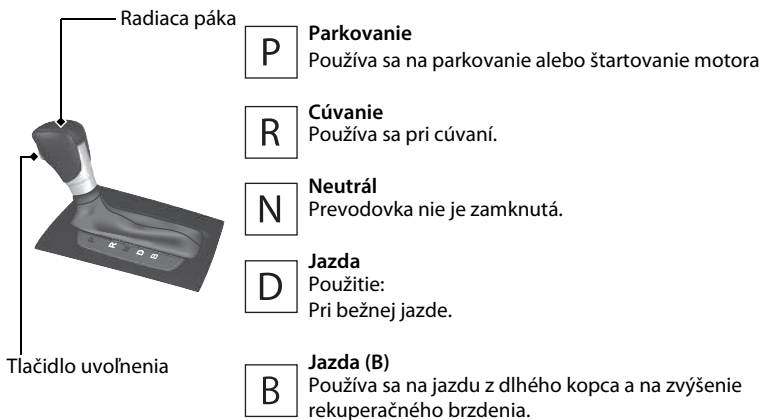 Radiaca páka
P
Parkovanie
Používa sa na parkovanie alebo štartovanie motora
R
Cúvanie
Používa sa pri cúvaní.
N
Neutrál
Prevodovka nie je zamknutá.
D
Jazda
Použitie:
Pri bežnej jazde.
Tlačidlo uvoľnenia
B
Jazda (B)
Používa sa na jazdu z dlhého kopca a na zvýšenie
rekuperačného brzdenia.
P
R
N
D
B